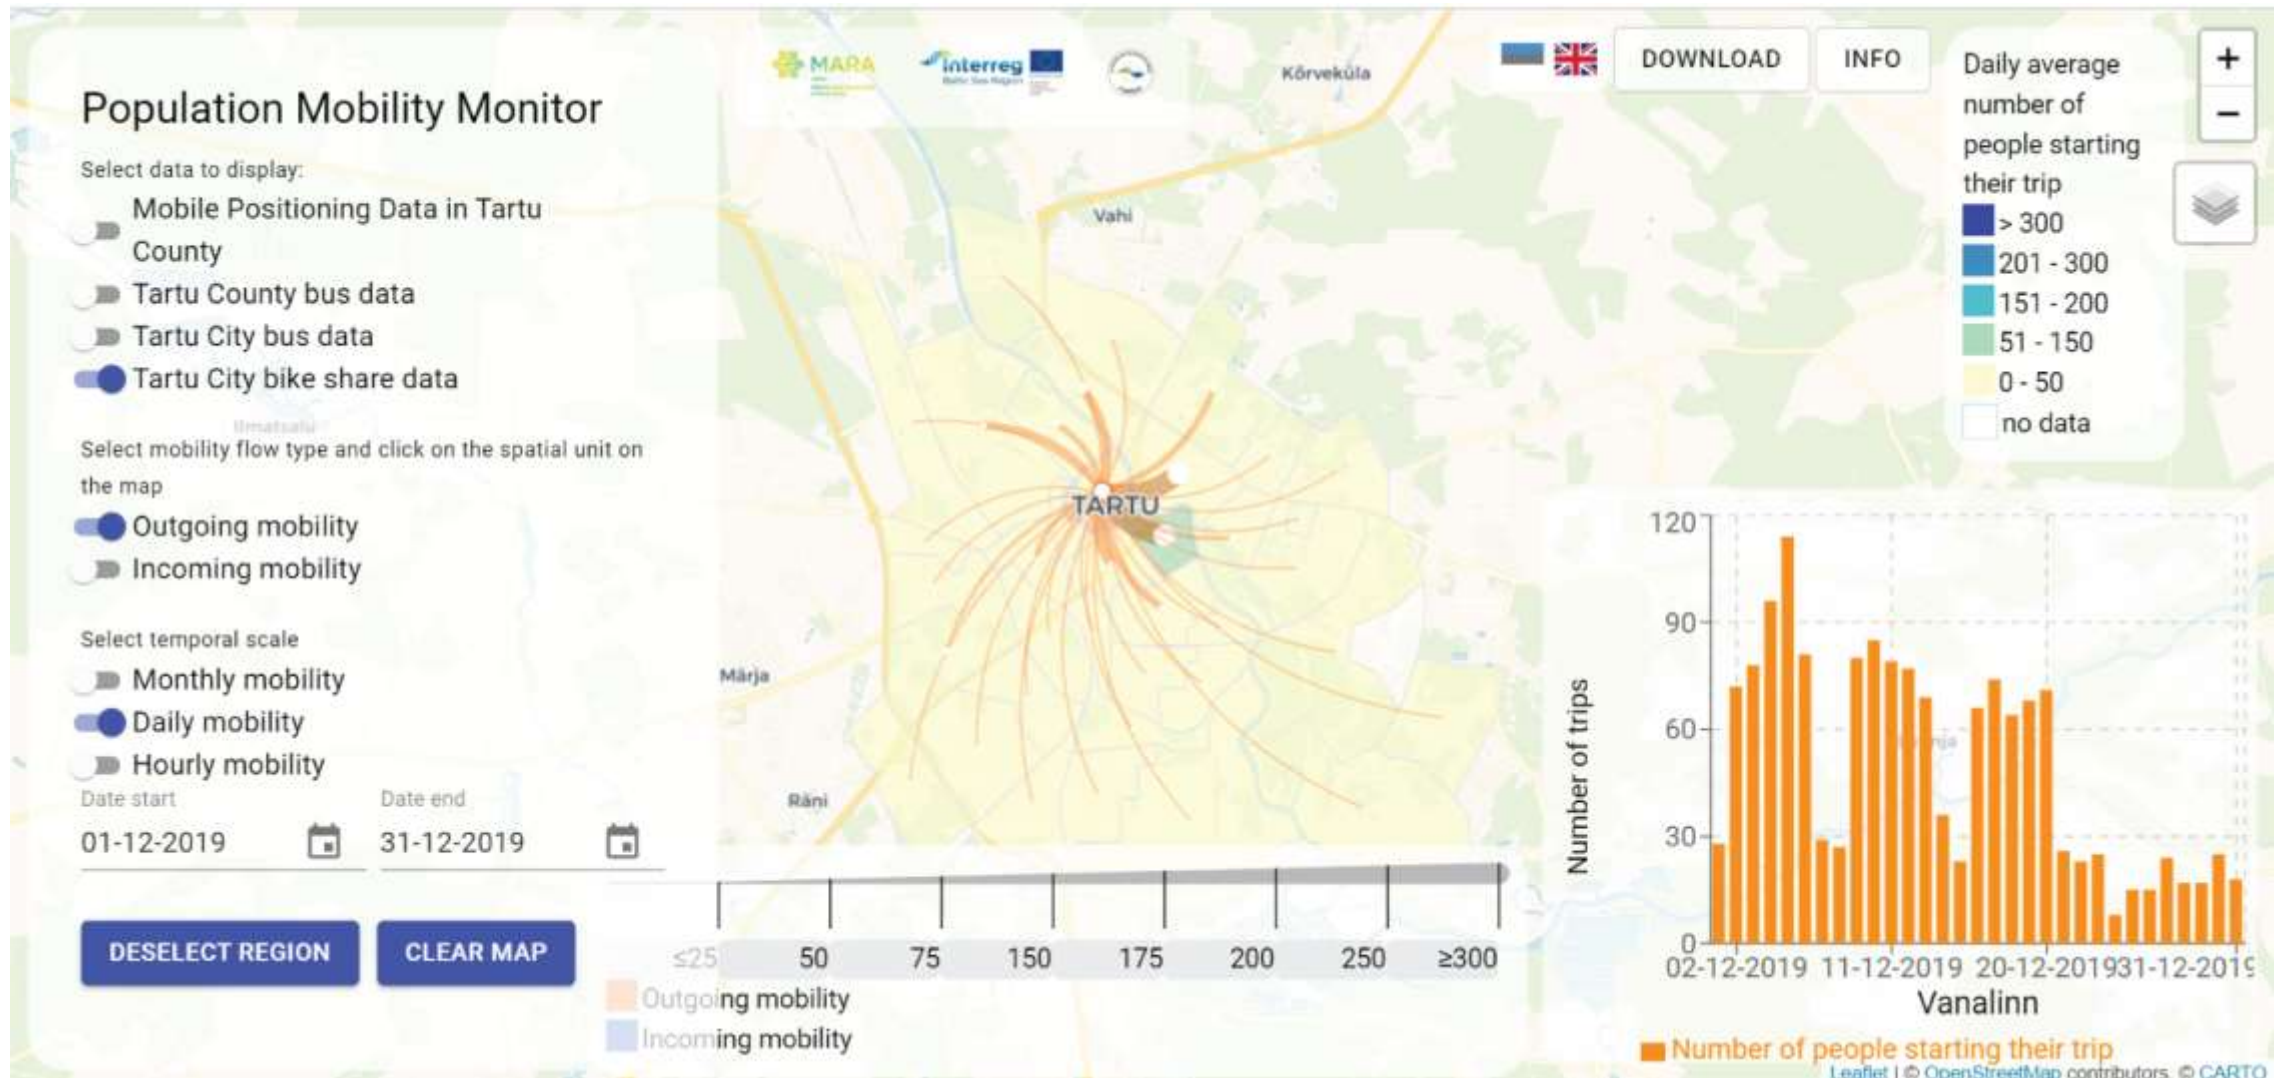 Population Mobility Monitor
Select data to display:
Mobile Positioning Data in Tartu
County
Tartu County bus data
Tartu City bus data
Tartu City bike share data
Ilmatsalu
Select mobility flow type and click on the spatial unit on
the map
Outgoing mobility
Incoming mobility
Select temporal scale
Monthly mobility
Daily mobility
Hourly mobility
Date start
Date end
01-12-2019
31-12-2019
DESELECT REGION
CLEAR MAP
MARA
Interreg
Baltic Sea Region
Kõrveküla
Vahi
TARTU
Märja
Räni
≤25 50 75 150 175 200 250 ≥300
Outgoing mobility
Incoming mobility
DOWNLOAD
INFO
Daily average
number of
people starting
their trip
> 300
201 - 300
151 - 200
51 - 150
0 - 50
no data
+
−
Number of trips
120
90
60
30
0
02-12-2019 11-12-2019 20-12-2019 31-12-2019
Vanalinn
Number of people starting their trip
Leaflet | © OpenStreetMap contributors © CARTO